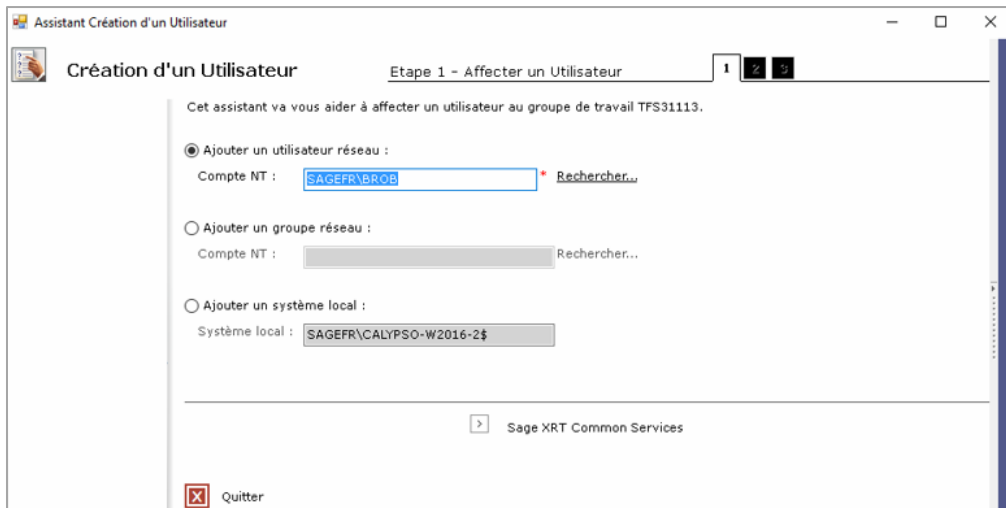 Assistant Création d'un Utilisateur
Création d'un Utilisateur Etape 1 - Affecter un Utilisateur 1 2 3
Cet assistant va vous aider à affecter un utilisateur au groupe de travail TFS31113.
Ajouter un utilisateur réseau :
Compte NT : SAGEFR\BROB * Rechercher...
Ajouter un groupe réseau :
Compte NT : Rechercher...
Ajouter un système local :
Système local : SAGEFR\CALYPSO-W2016-2$
Sage XRT Common Services
Quitter